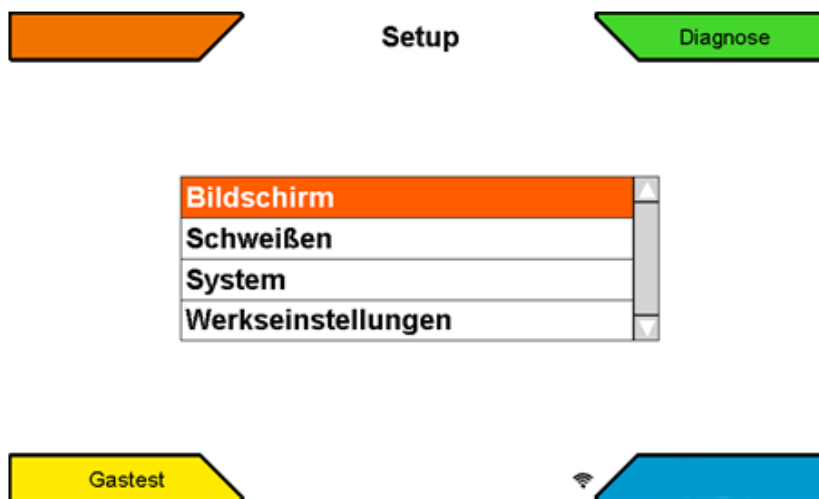 Setup
Diagnose
Bildschirm
Schweißen
System
Werkseinstellungen
Gastest